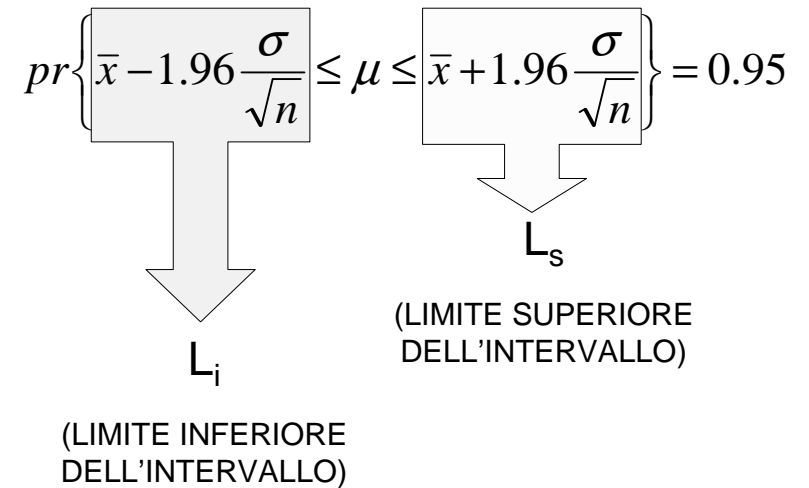 pr{x̄ − 1.96 σ/√n ≤ μ ≤ x̄ + 1.96 σ/√n} = 0.95
Lₛ
(LIMITE SUPERIORE
DELL'INTERVALLO)
Lᵢ
(LIMITE INFERIORE
DELL'INTERVALLO)